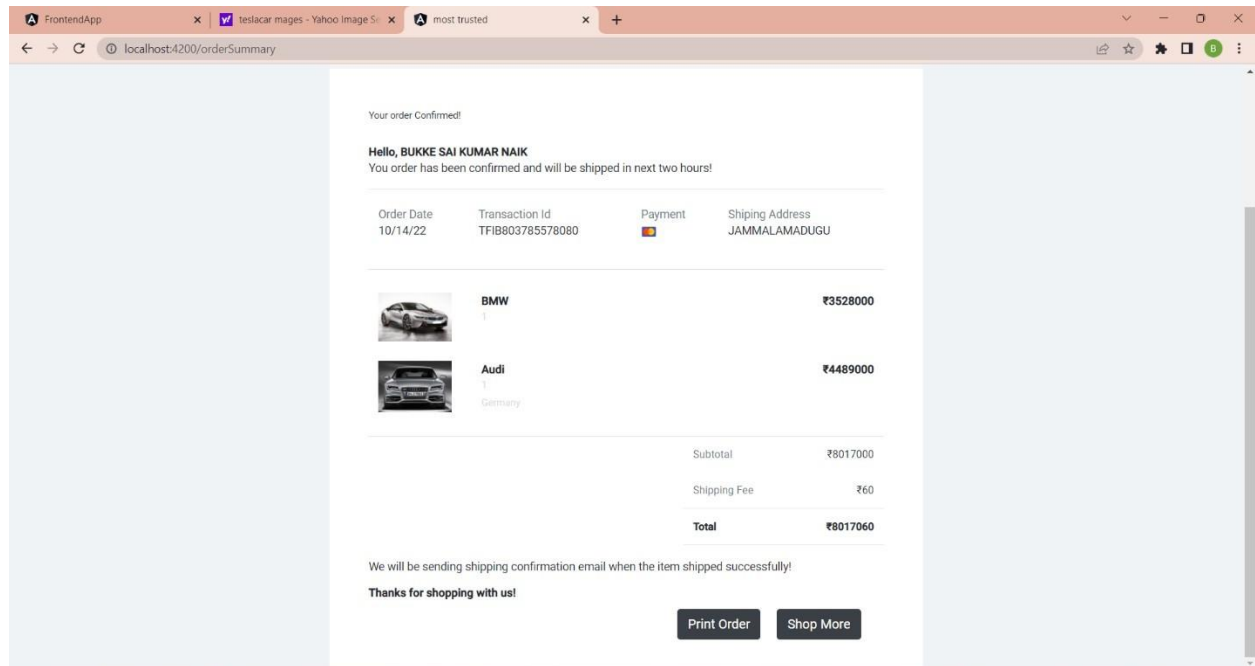 FrontendApp
teslacar mages - Yahoo Image Se
most trusted
localhost:4200/orderSummary
B
Your order Confirmed!
Hello, BUKKE SAI KUMAR NAIK
You order has been confirmed and will be shipped in next two hours!
Order Date Transaction Id Payment Shiping Address
10/14/22 TFIB803785578080 JAMMALAMADUGU
BMW ₹3528000
1
Audi ₹4489000
1
Germany
Subtotal ₹8017000
Shipping Fee ₹60
Total ₹8017060
We will be sending shipping confirmation email when the item shipped successfully!
Thanks for shopping with us!
Print Order Shop More